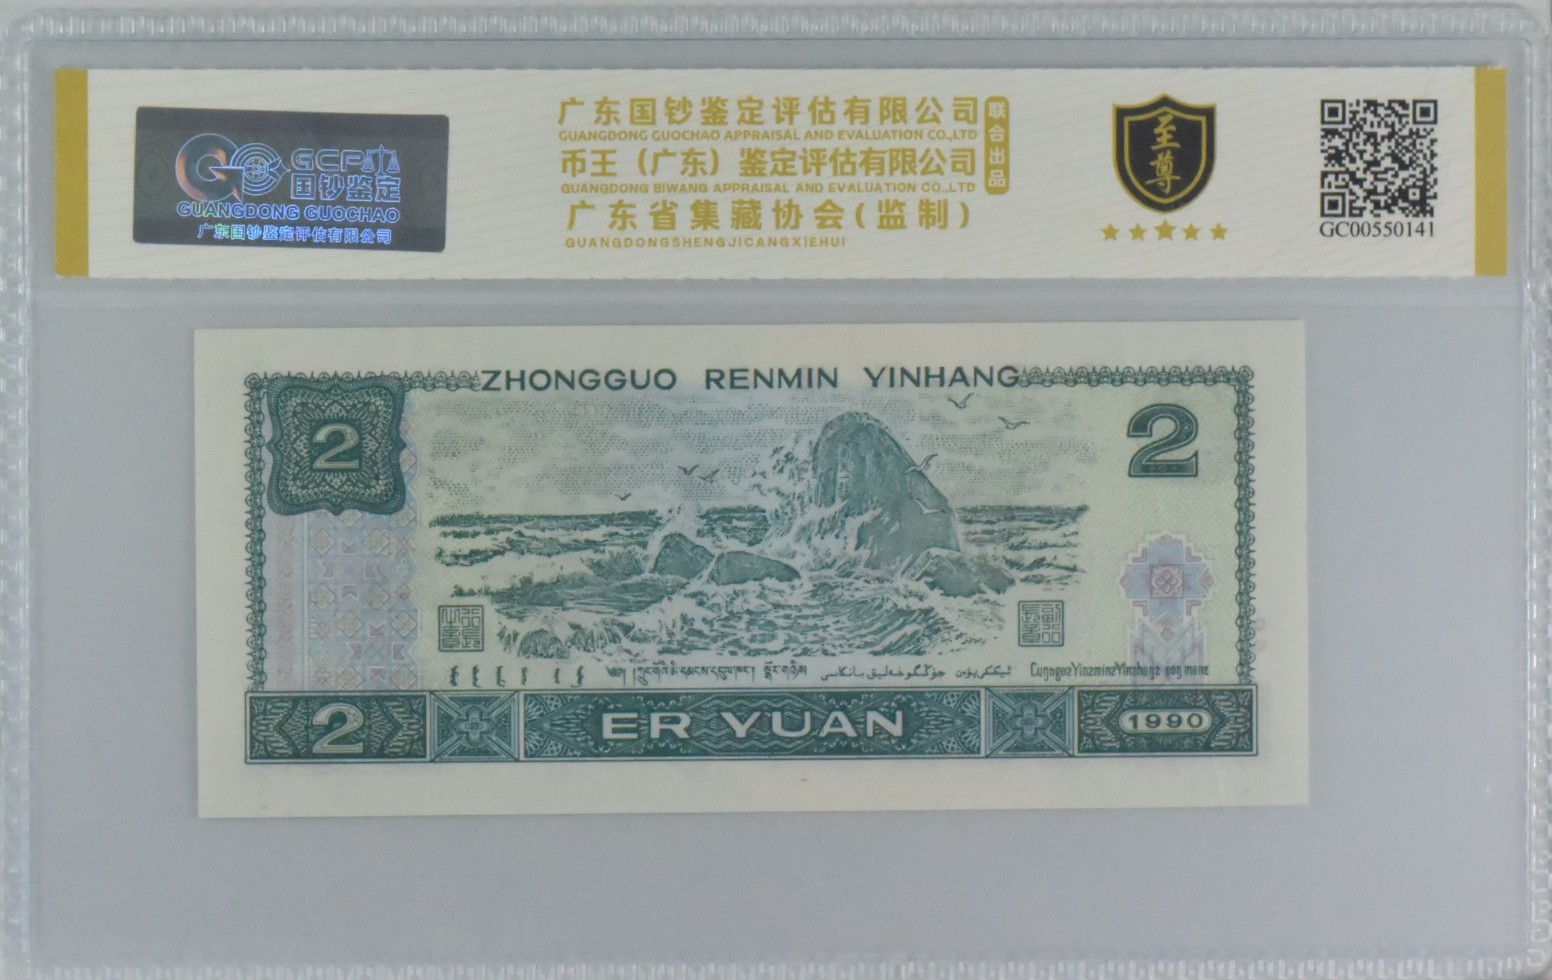 GCP
国钞鉴定
GUANGDONG GUOCHAO
广东国钞鉴定评估有限公司
广东国钞鉴定评估有限公司
GUANGDONG GUOCHAO APPRAISAL AND EVALUATION CO.,LTD
币王（广东）鉴定评估有限公司
GUANGDONG BIWANG APPRAISAL AND EVALUATION CO.,LTD
广东省集藏协会(监制)
GUANGDONGSHENGJICANGXIEHUI
联合出品
至尊
GC00550141
ZHONGGUO RENMIN YINHANG
2
2
2
ER YUAN
1990